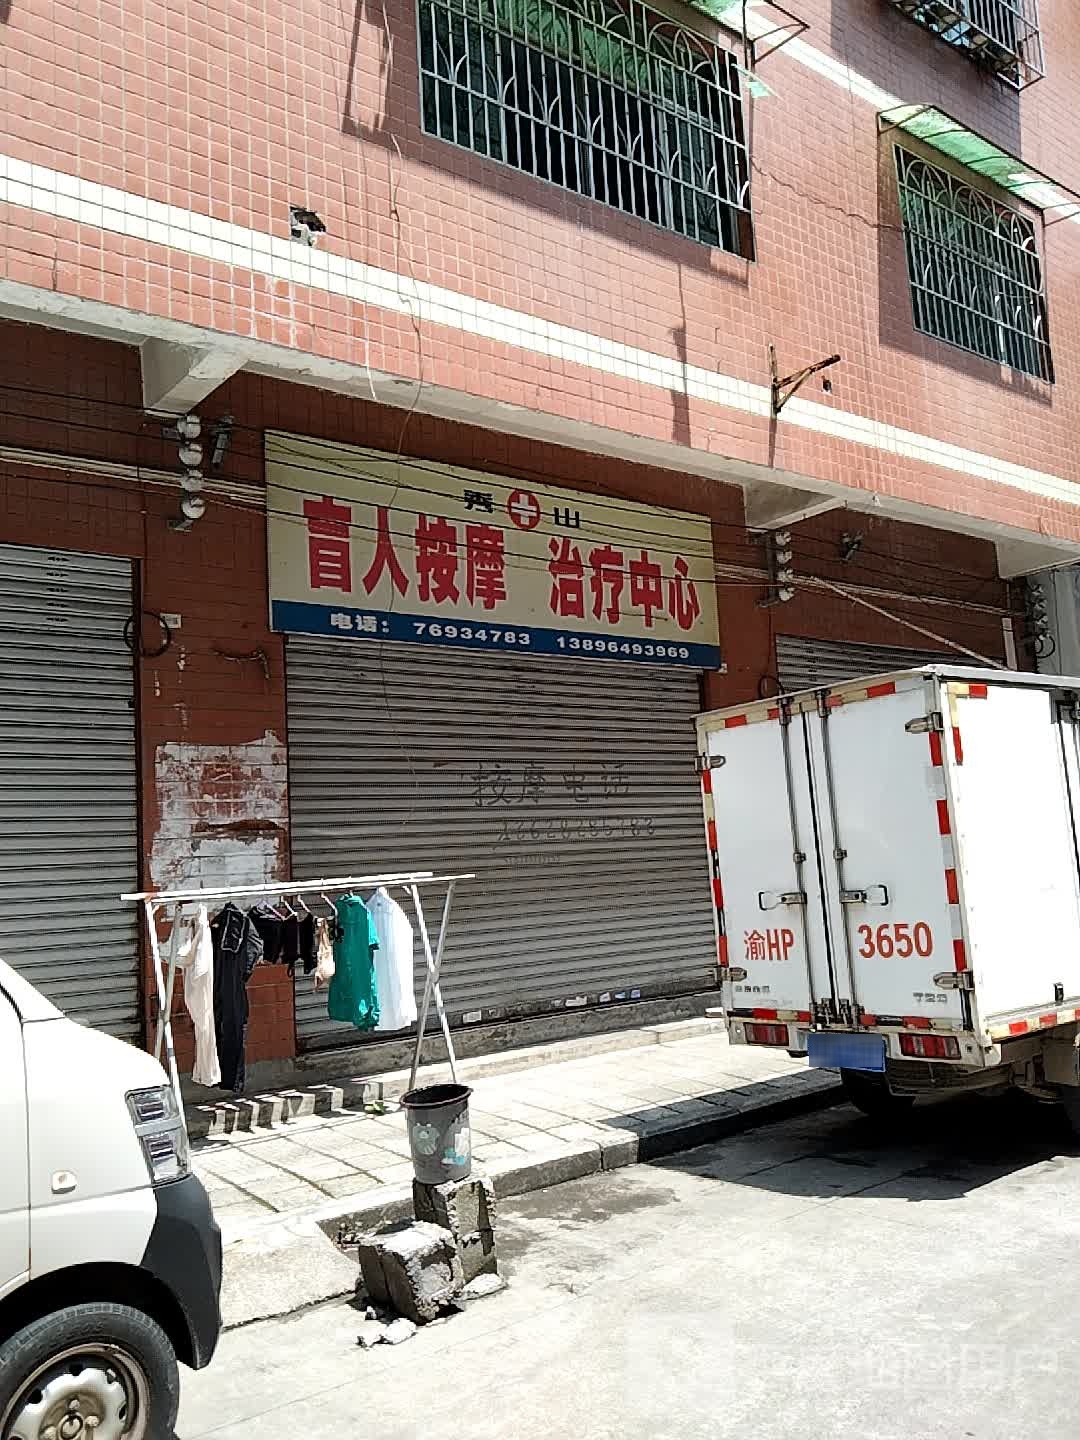 秀山
盲人按摩 治疗中心
电话: 76934783 13896493969
按摩电话
渝HP 3650